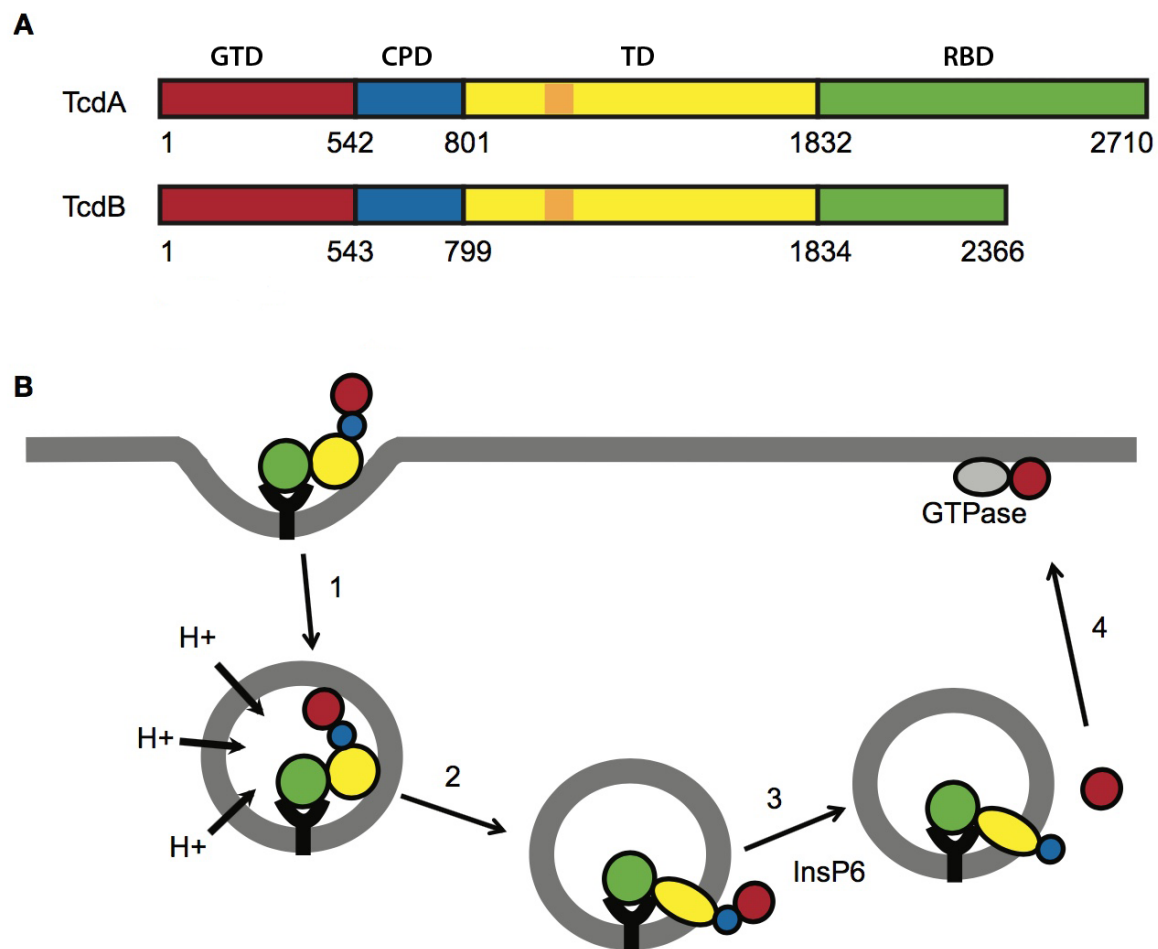 A
GTD CPD TD RBD
TcdA
1 542 801 1832 2710
TcdB
1 543 799 1834 2366
B
GTPase
1
H+
4
H+
2
3
H+
InsP6